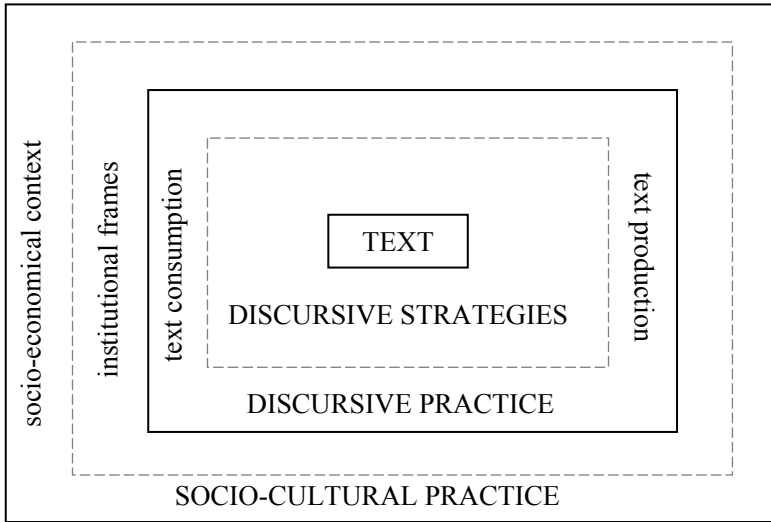 socio-economical context
institutional frames
text consumption
TEXT
DISCURSIVE STRATEGIES
text production
DISCURSIVE PRACTICE
SOCIO-CULTURAL PRACTICE